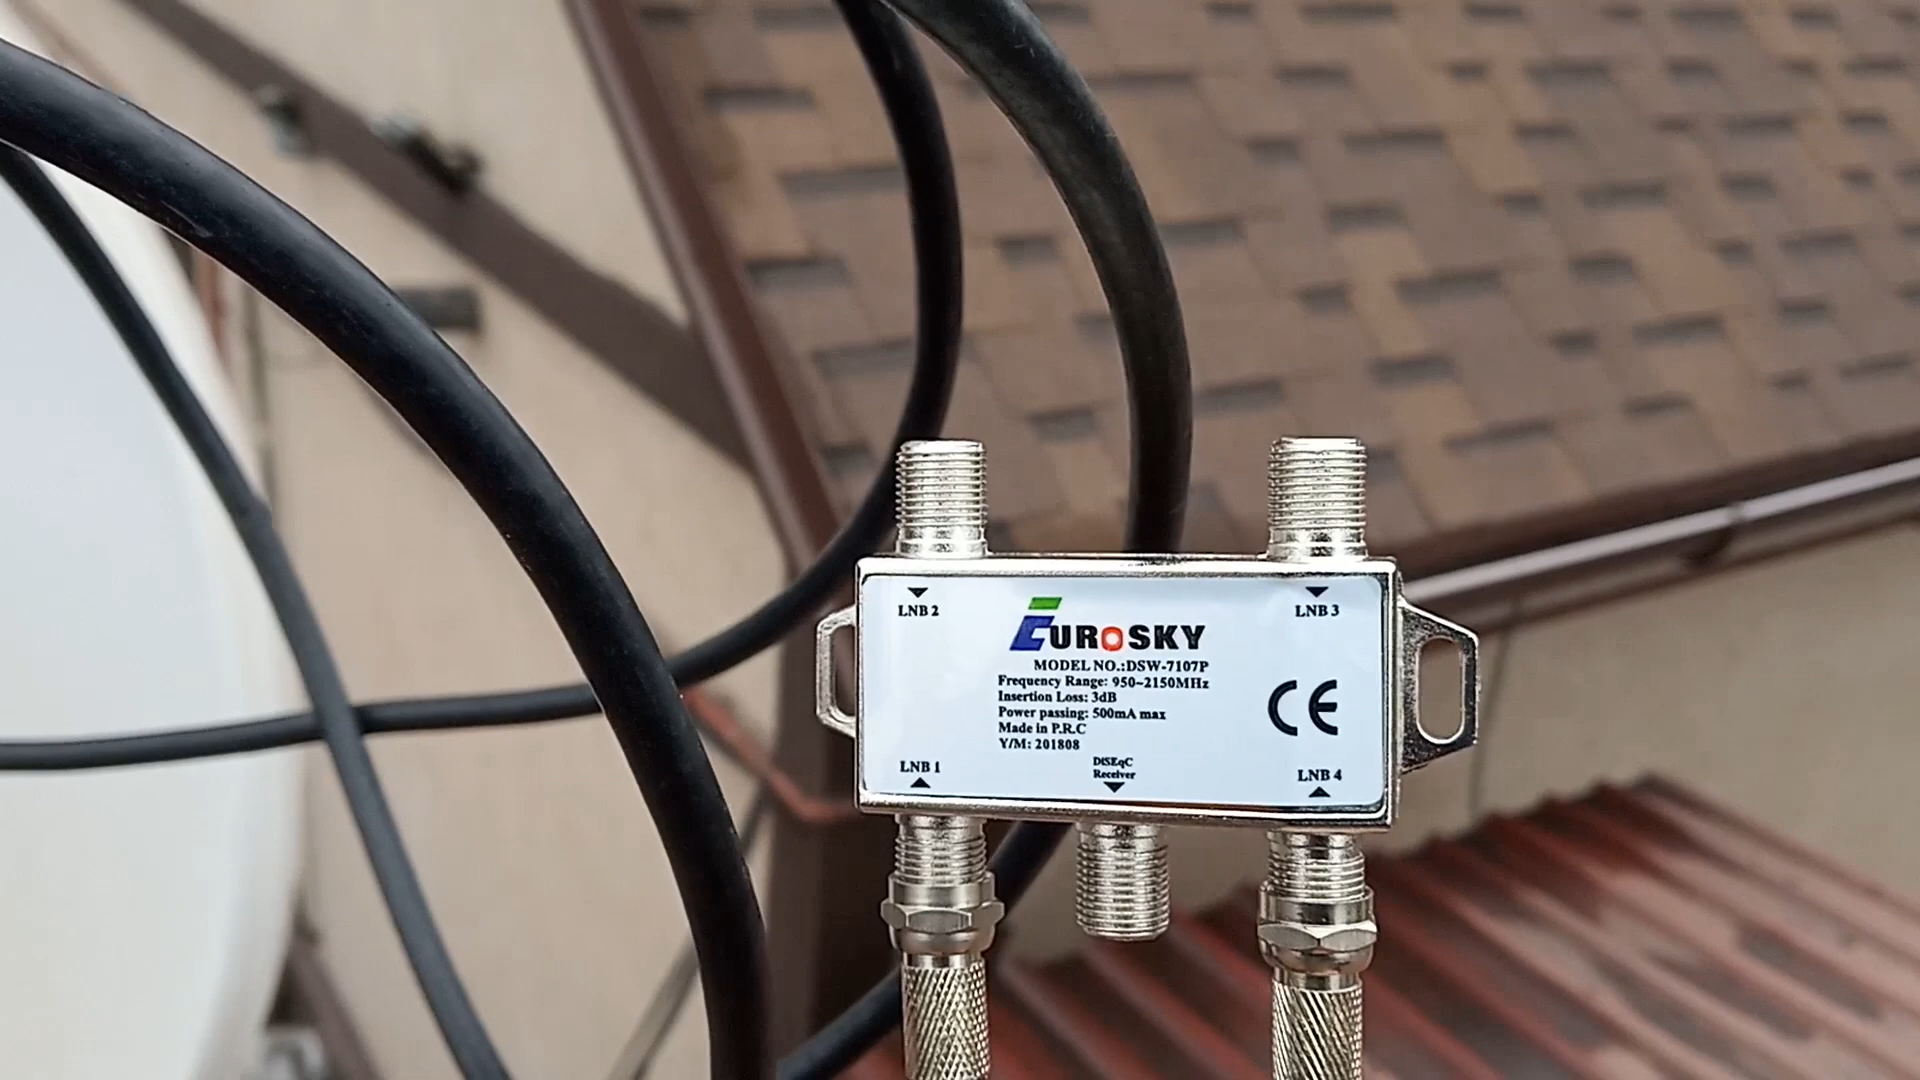 LNB 2
LNB 3
EUROSKY
MODEL NO.:DSW-7107P
Frequency Range: 950~2150MHz
Insertion Loss: 3dB
Power passing: 500mA max
Made in P.R.C
Y/M: 201808
CE
LNB 1
DiSEqC
Receiver
LNB 4